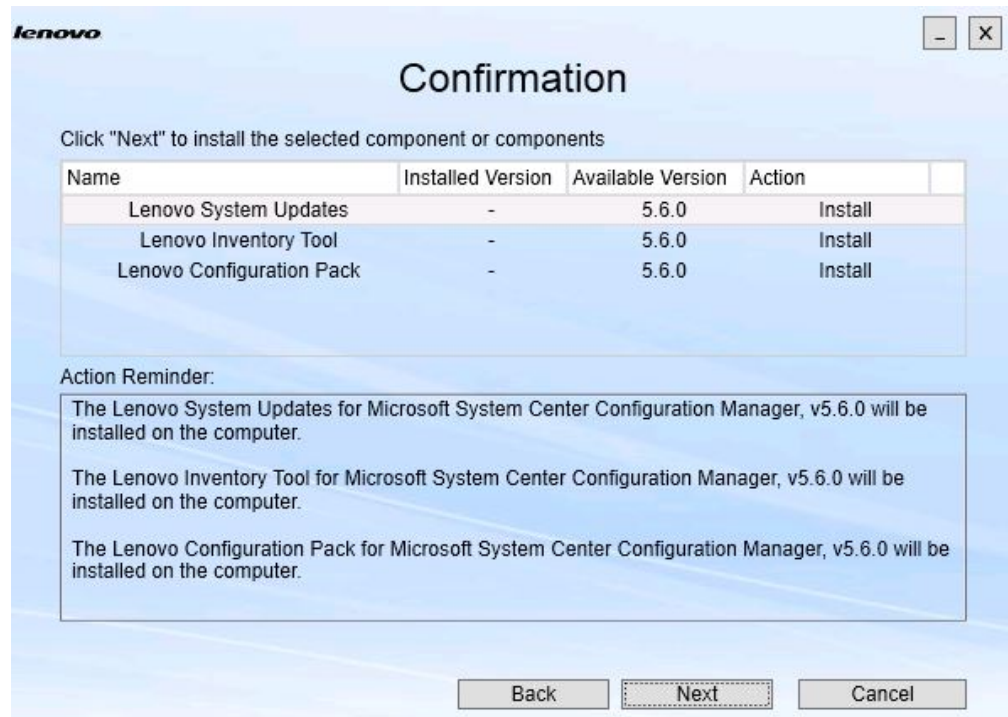 lenovo
_ X
Confirmation
Click "Next" to install the selected component or components
Name Installed Version Available Version Action
Lenovo System Updates - 5.6.0 Install
Lenovo Inventory Tool - 5.6.0 Install
Lenovo Configuration Pack - 5.6.0 Install
Action Reminder:
The Lenovo System Updates for Microsoft System Center Configuration Manager, v5.6.0 will be
installed on the computer.
The Lenovo Inventory Tool for Microsoft System Center Configuration Manager, v5.6.0 will be
installed on the computer.
The Lenovo Configuration Pack for Microsoft System Center Configuration Manager, v5.6.0 will be
installed on the computer.
Back Next Cancel